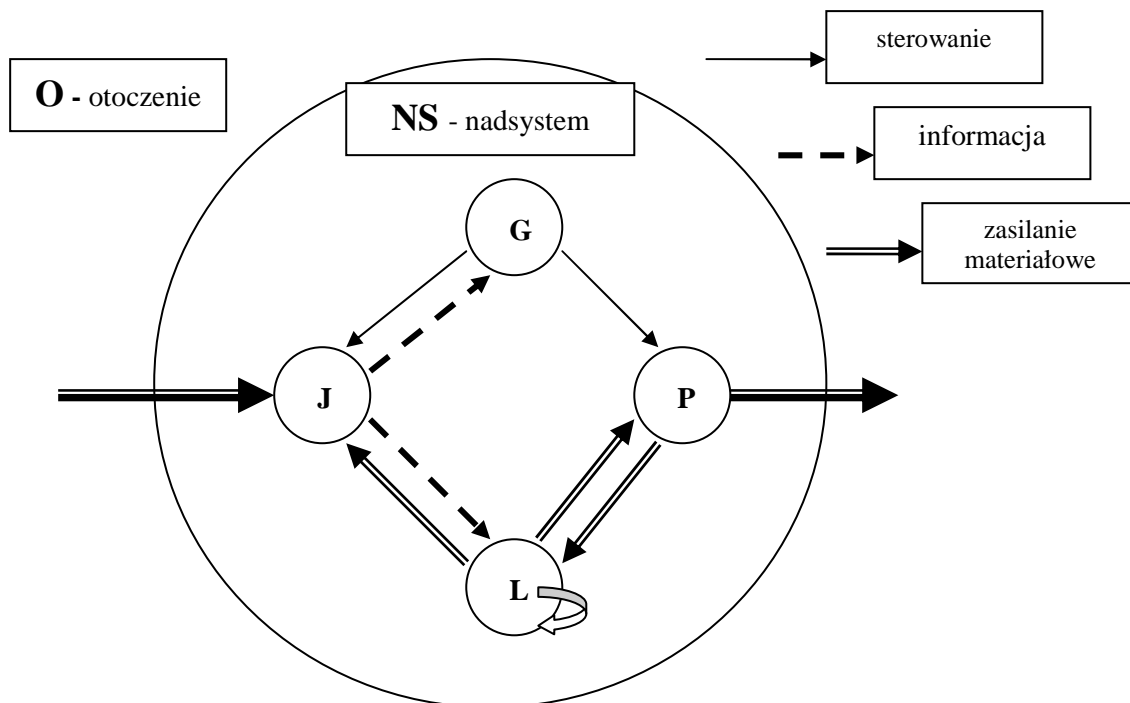 sterowanie
O - otoczenie
NS - nadsystem
informacja
zasilanie
materiałowe
G
J
P
L